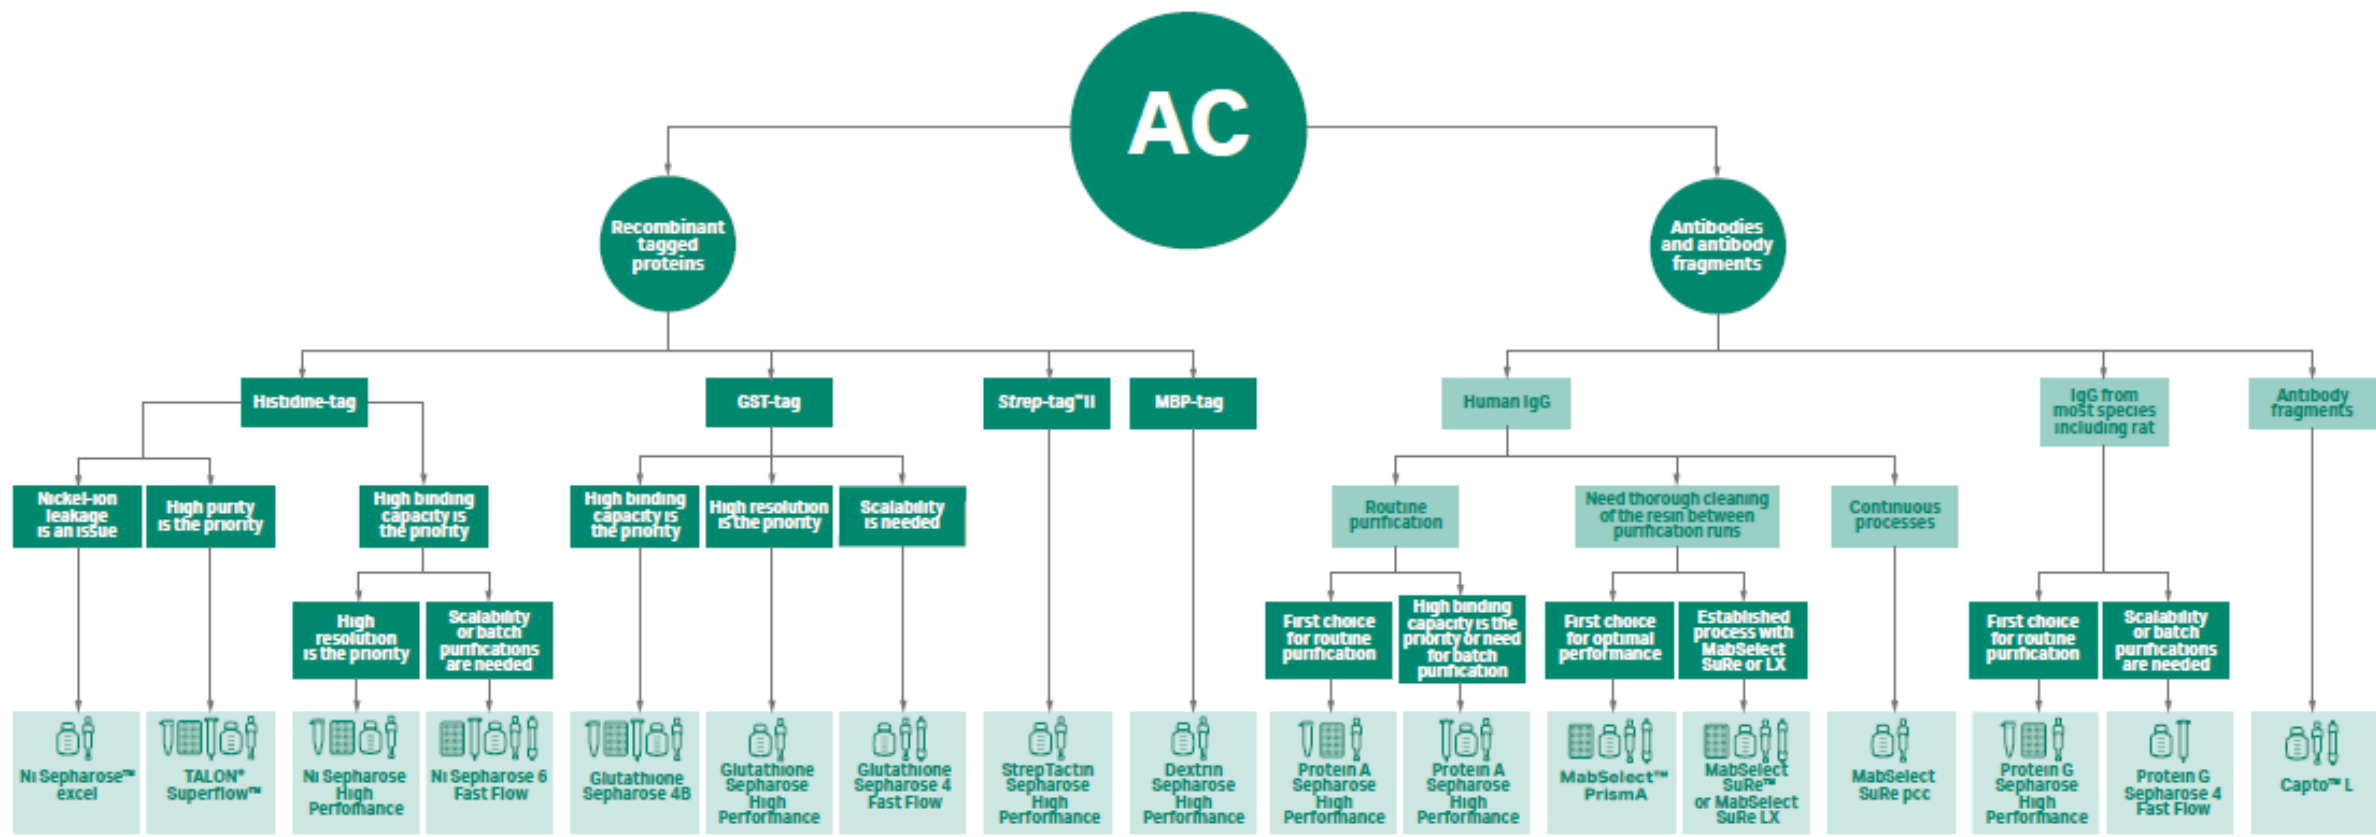 AC
Recombinant
tagged
proteins
Antibodies
and antibody
fragments
Histidine-tag
GST-tag
Strep-tag™II
MBP-tag
Human IgG
IgG from
most species
including rat
Antibody
fragments
Nickel-ion
leakage
is an issue
High purity
is the priority
High binding
capacity is
the priority
High binding
capacity is
the priority
High resolution
is the priority
Scalability
is needed
Routine
purification
Need thorough cleaning
of the resin between
purification runs
Continuous
processes
High
resolution
is the priority
Scalability
or batch
purifications
are needed
First choice
for routine
purification
High binding
capacity is the
priority or need
for batch
purification
First choice
for optimal
performance
Established
process with
MabSelect
SuRe or LX
First choice
for routine
purification
Scalability
or batch
purifications
are needed
Ni Sepharose™
excel
TALON®
Superflow™
Ni Sepharose
High
Perfomance
Ni Sepharose 6
Fast Flow
Glutathione
Sepharose 4B
Glutathione
Sepharose
High
Performance
Glutathione
Sepharose 4
Fast Flow
StrepTactin
Sepharose
High
Performance
Dextrin
Sepharose
High
Performance
Protein A
Sepharose
High
Performance
Protein A
Sepharose
High
Performance
MabSelect™
PrismA
MabSelect
SuRe™
or MabSelect
SuRe LX
MabSelect
SuRe pcc
Protein G
Sepharose
High
Performance
Protein G
Sepharose 4
Fast Flow
Capto™ L